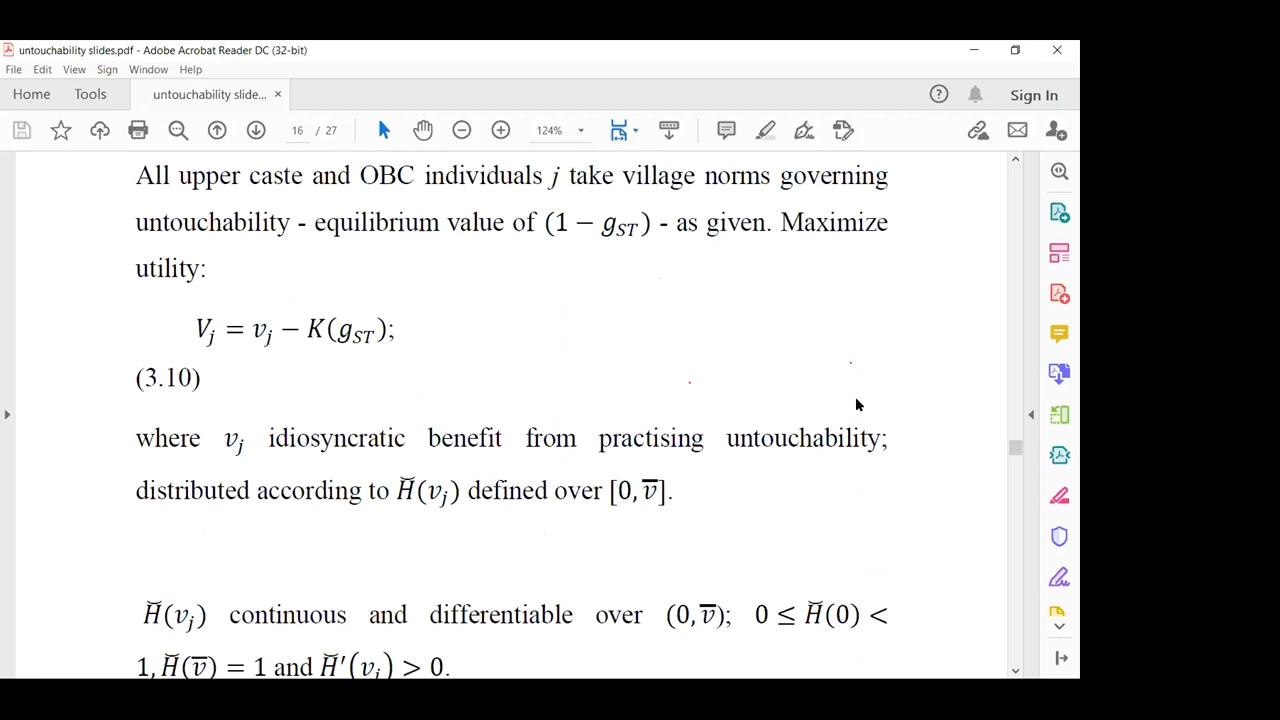 untouchability slides.pdf - Adobe Acrobat Reader DC (32-bit)
File Edit View Sign Window Help
Home Tools untouchability slide... × Sign In
16 / 27 124%
All upper caste and OBC individuals j take village norms governing
untouchability - equilibrium value of (1 − g_ST) - as given. Maximize
utility:
V_j = v_j − K(g_ST);
(3.10)
where v_j idiosyncratic benefit from practising untouchability;
distributed according to H̆(v_j) defined over [0, v̅].
H̆(v_j) continuous and differentiable over (0, v̅); 0 ≤ H̆(0) <
1, H̆(v̅) = 1 and H̆′(v_j) > 0.